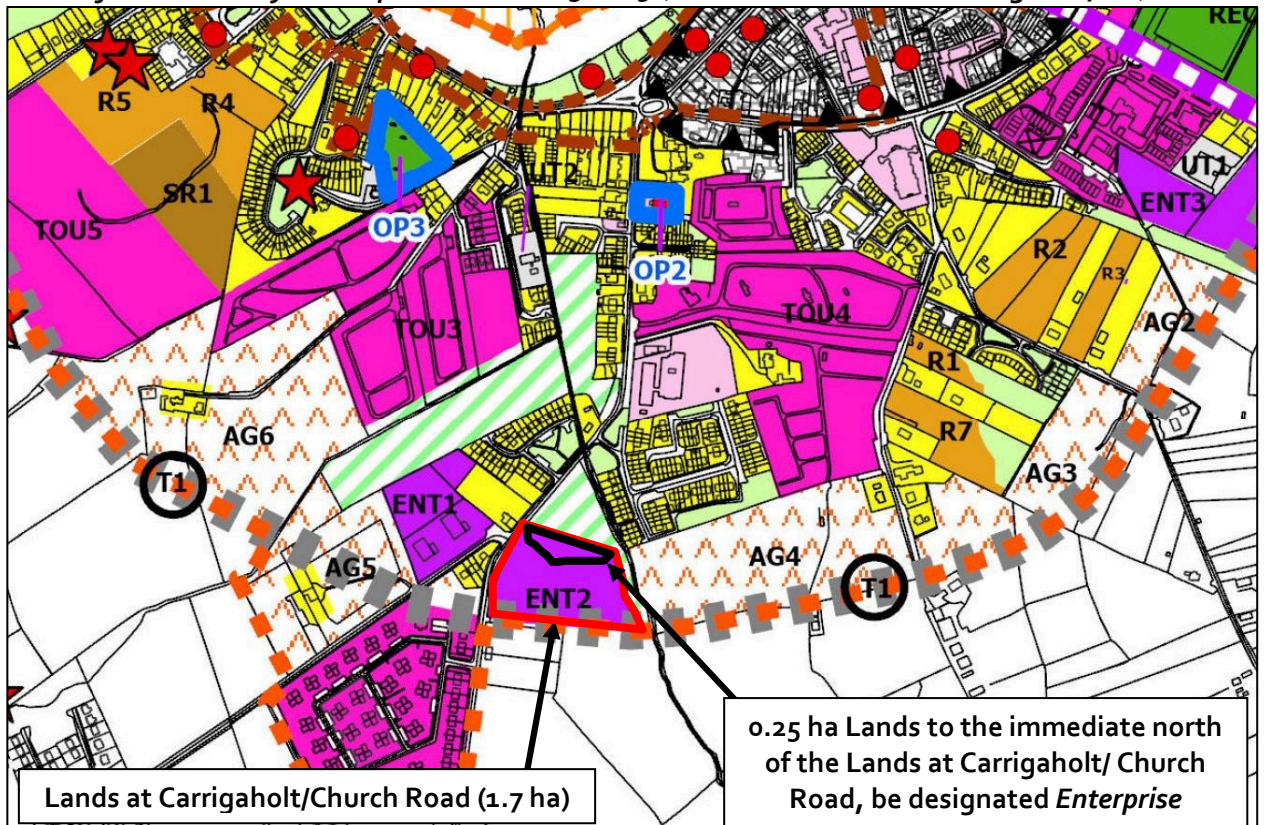 REC
R5
R4
UT2
UT1
SR1
ENT3
TOU5
OP3
R2
OP2
R3
TOU3
TOU4
AG2
R1
AG6
R7
T1
AG3
ENT1
AG5
AG4
T1
ENT2
Lands at Carrigaholt/Church Road (1.7 ha)
0.25 ha Lands to the immediate north
of the Lands at Carrigaholt/ Church
Road, be designated Enterprise